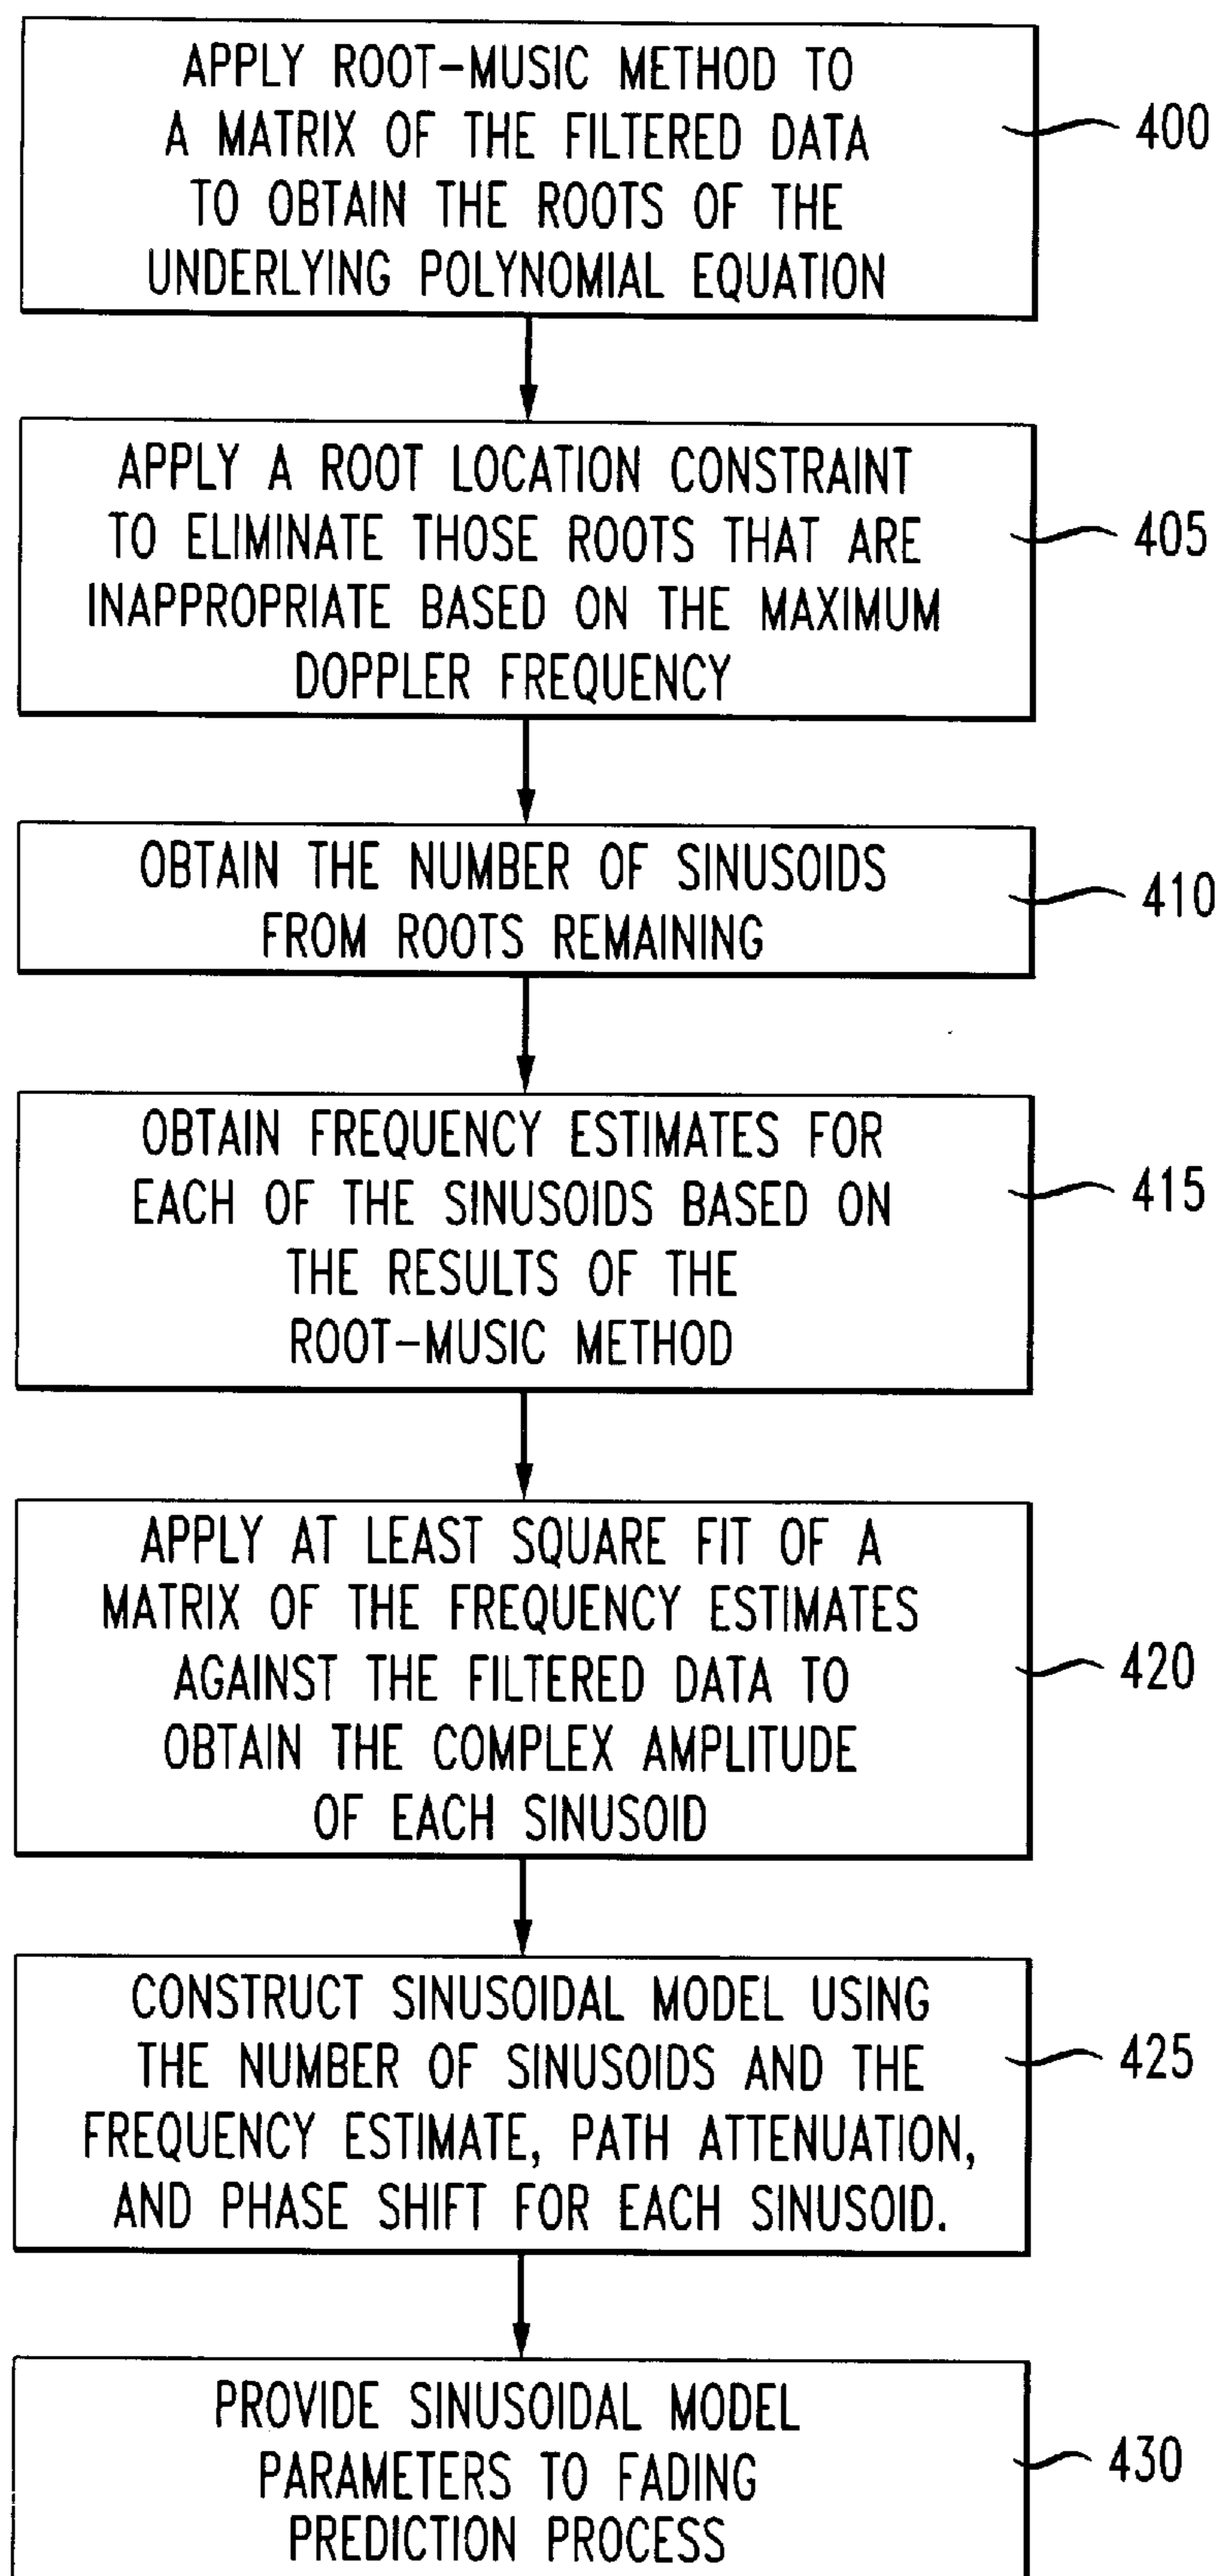 APPLY ROOT-MUSIC METHOD TO
A MATRIX OF THE FILTERED DATA
TO OBTAIN THE ROOTS OF THE
UNDERLYING POLYNOMIAL EQUATION
400
APPLY A ROOT LOCATION CONSTRAINT
TO ELIMINATE THOSE ROOTS THAT ARE
INAPPROPRIATE BASED ON THE MAXIMUM
DOPPLER FREQUENCY
405
OBTAIN THE NUMBER OF SINUSOIDS
FROM ROOTS REMAINING
410
OBTAIN FREQUENCY ESTIMATES FOR
EACH OF THE SINUSOIDS BASED ON
THE RESULTS OF THE
ROOT-MUSIC METHOD
415
APPLY AT LEAST SQUARE FIT OF A
MATRIX OF THE FREQUENCY ESTIMATES
AGAINST THE FILTERED DATA TO
OBTAIN THE COMPLEX AMPLITUDE
OF EACH SINUSOID
420
CONSTRUCT SINUSOIDAL MODEL USING
THE NUMBER OF SINUSOIDS AND THE
FREQUENCY ESTIMATE, PATH ATTENUATION,
AND PHASE SHIFT FOR EACH SINUSOID.
425
PROVIDE SINUSOIDAL MODEL
PARAMETERS TO FADING
PREDICTION PROCESS
430